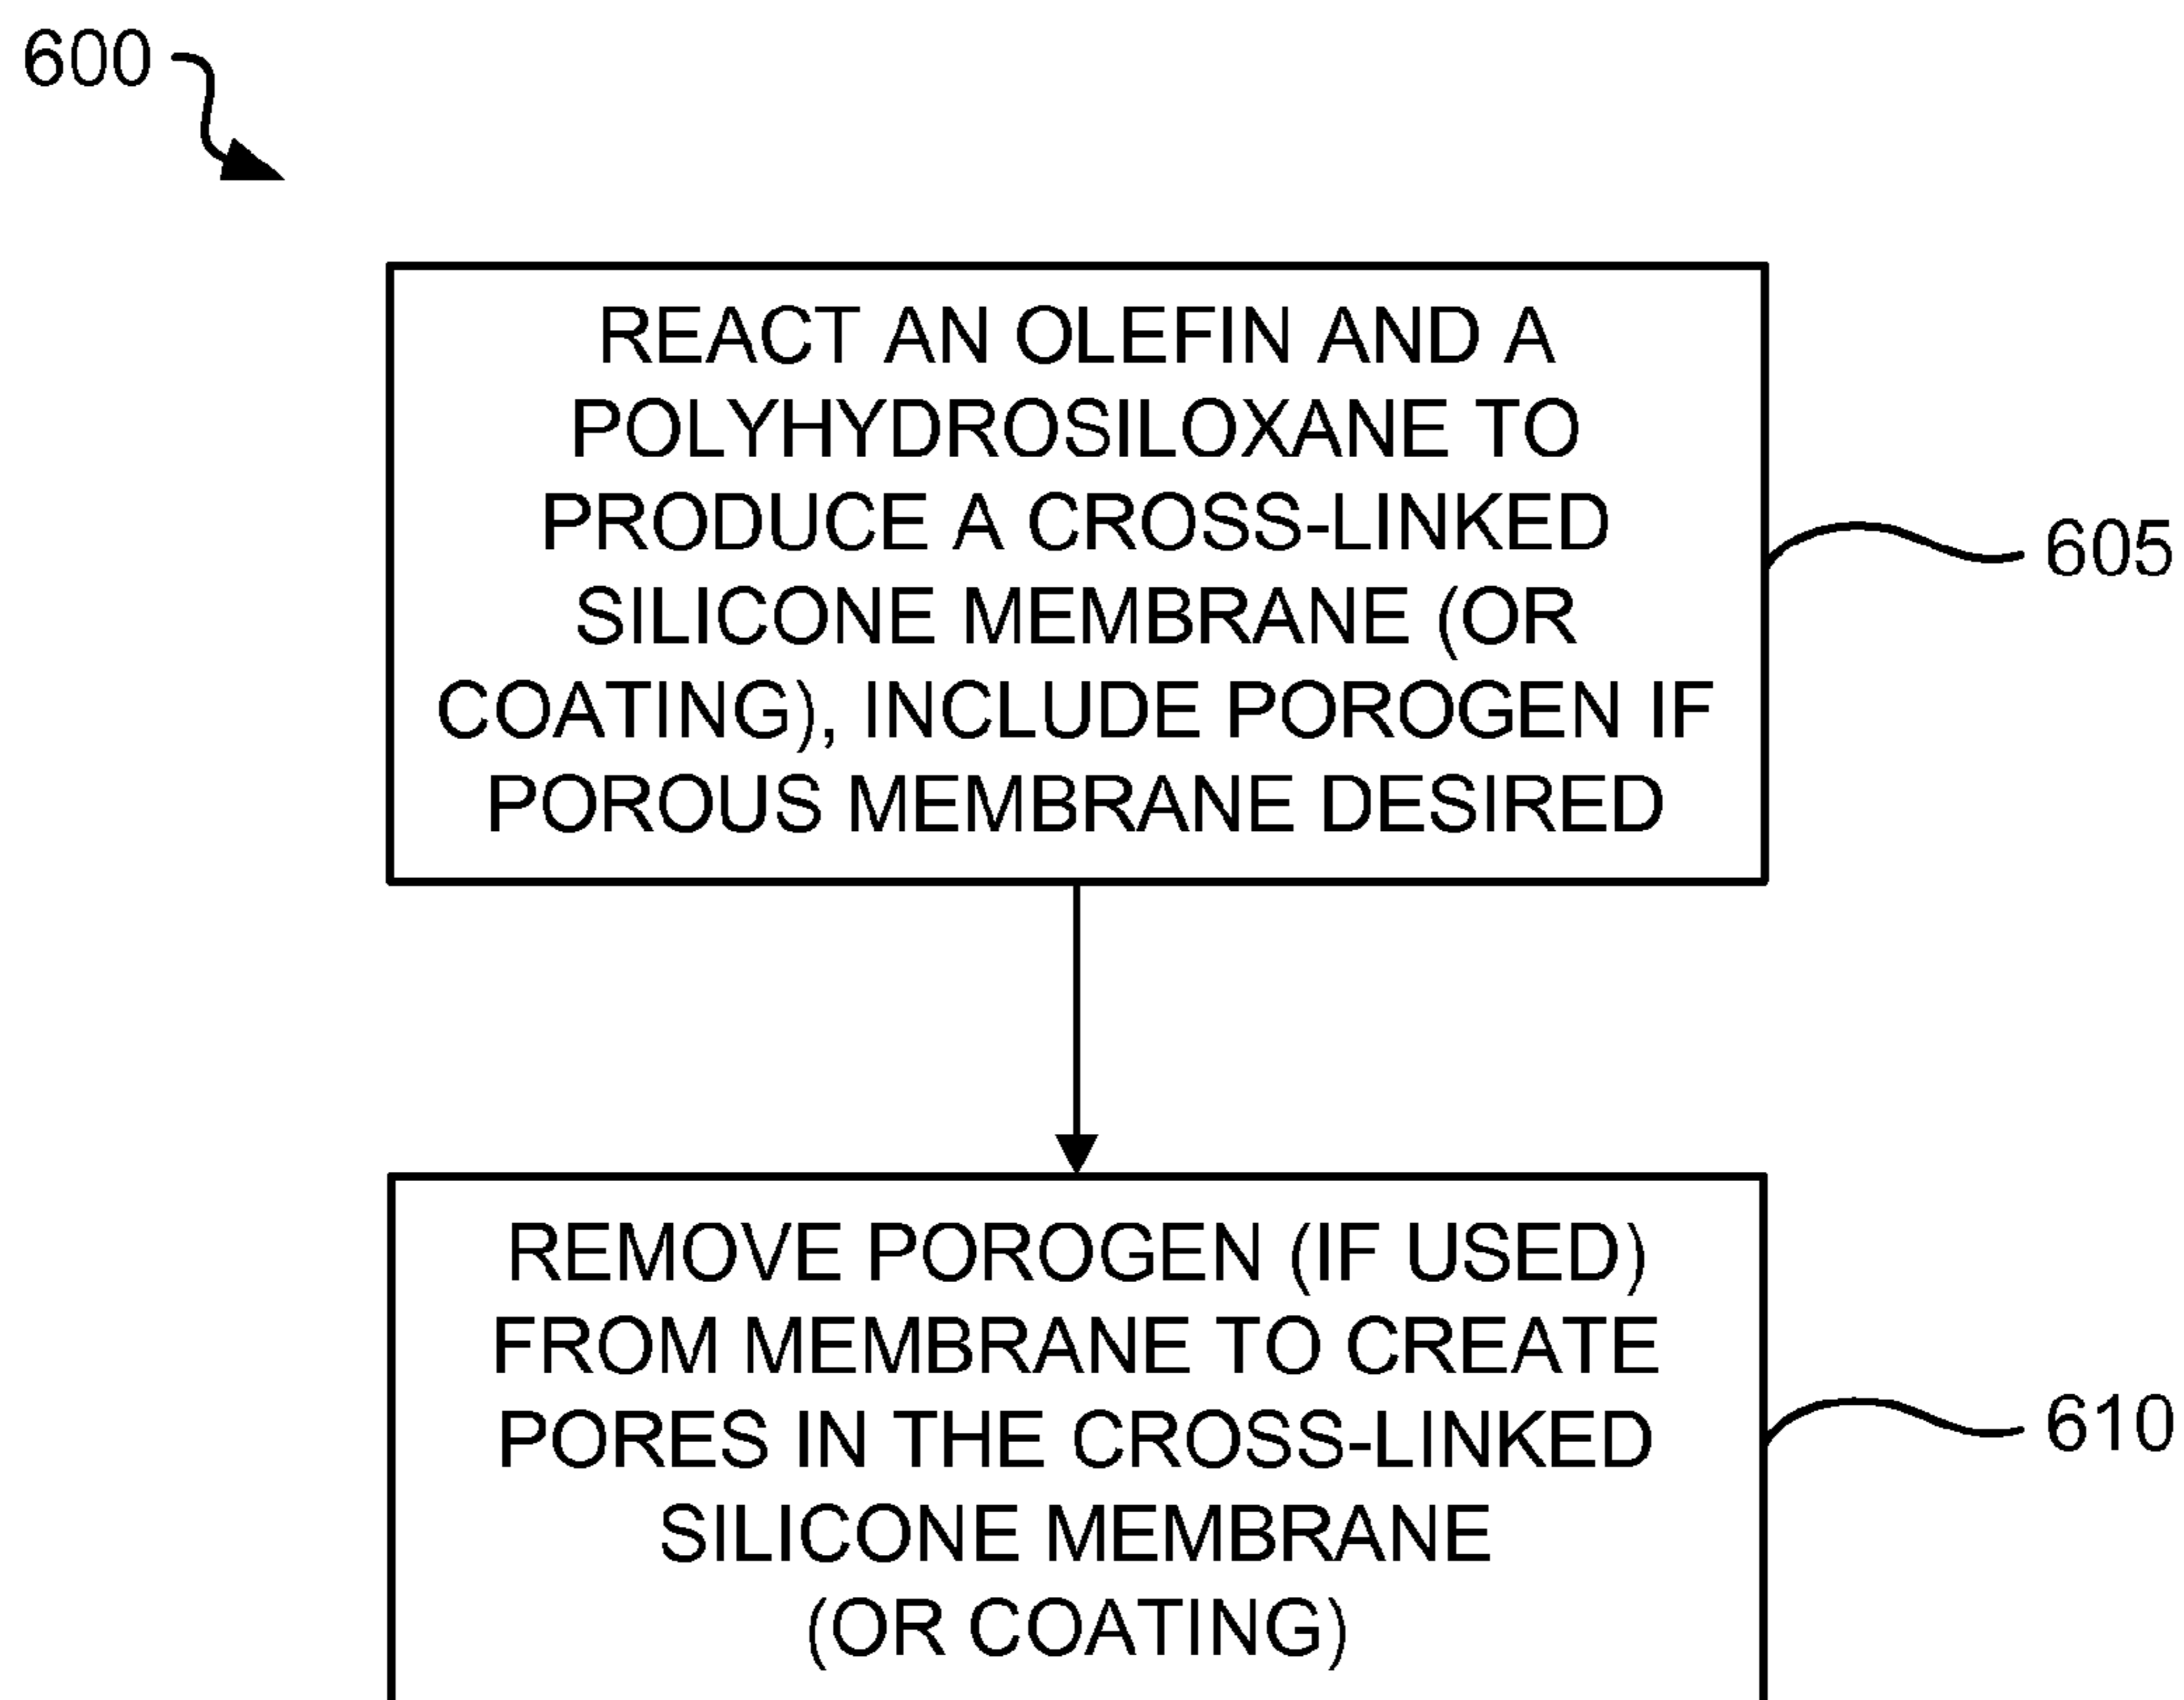 600
REACT AN OLEFIN AND A
POLYHYDROSILOXANE TO
PRODUCE A CROSS-LINKED
SILICONE MEMBRANE (OR
COATING), INCLUDE POROGEN IF
POROUS MEMBRANE DESIRED
605
REMOVE POROGEN (IF USED)
FROM MEMBRANE TO CREATE
PORES IN THE CROSS-LINKED
SILICONE MEMBRANE
(OR COATING)
610